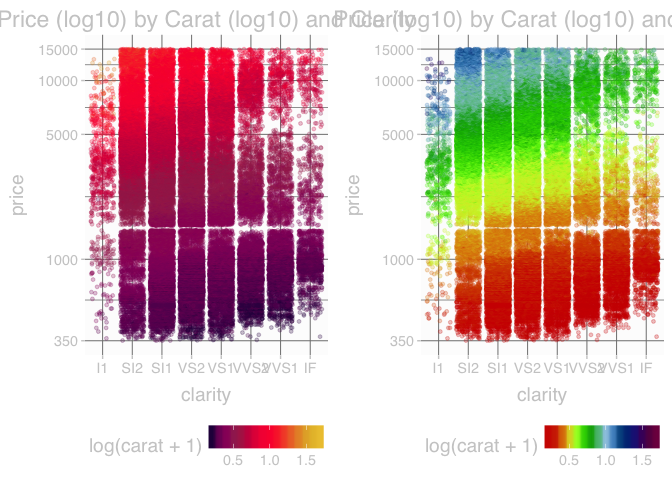 Price (log10) by Carat (log10) and Clarity
Price (log10) by Carat (log10) and
price
15000
10000
5000
1000
350
I1 SI2 SI1 VS2 VS1 VVS2 VVS1 IF
clarity
log(carat + 1)
0.5 1.0 1.5
price
15000
10000
5000
1000
350
I1 SI2 SI1 VS2 VS1 VVS2 VVS1 IF
clarity
log(carat + 1)
0.5 1.0 1.5